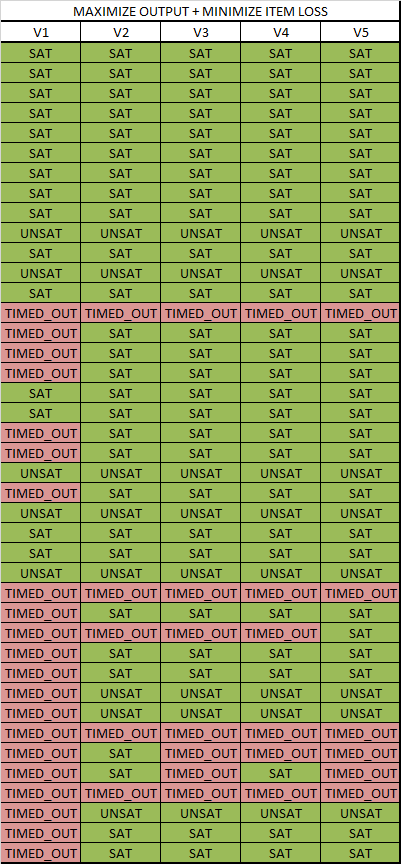 MAXIMIZE OUTPUT + MINIMIZE ITEM LOSS
V1 V2 V3 V4 V5
SAT SAT SAT SAT SAT
SAT SAT SAT SAT SAT
SAT SAT SAT SAT SAT
SAT SAT SAT SAT SAT
SAT SAT SAT SAT SAT
SAT SAT SAT SAT SAT
SAT SAT SAT SAT SAT
SAT SAT SAT SAT SAT
SAT SAT SAT SAT SAT
UNSAT UNSAT UNSAT UNSAT UNSAT
SAT SAT SAT SAT SAT
UNSAT UNSAT UNSAT UNSAT UNSAT
SAT SAT SAT SAT SAT
TIMED_OUT TIMED_OUT TIMED_OUT TIMED_OUT TIMED_OUT
TIMED_OUT SAT SAT SAT SAT
TIMED_OUT SAT SAT SAT SAT
TIMED_OUT SAT SAT SAT SAT
SAT SAT SAT SAT SAT
SAT SAT SAT SAT SAT
TIMED_OUT SAT SAT SAT SAT
TIMED_OUT SAT SAT SAT SAT
UNSAT UNSAT UNSAT UNSAT UNSAT
TIMED_OUT SAT SAT SAT SAT
UNSAT UNSAT UNSAT UNSAT UNSAT
SAT SAT SAT SAT SAT
SAT SAT SAT SAT SAT
UNSAT UNSAT UNSAT UNSAT UNSAT
TIMED_OUT TIMED_OUT TIMED_OUT TIMED_OUT TIMED_OUT
TIMED_OUT SAT SAT SAT SAT
TIMED_OUT TIMED_OUT TIMED_OUT TIMED_OUT SAT
TIMED_OUT SAT SAT SAT SAT
TIMED_OUT SAT SAT SAT SAT
TIMED_OUT UNSAT UNSAT UNSAT UNSAT
TIMED_OUT UNSAT UNSAT UNSAT UNSAT
TIMED_OUT TIMED_OUT TIMED_OUT TIMED_OUT TIMED_OUT
TIMED_OUT SAT TIMED_OUT TIMED_OUT TIMED_OUT
TIMED_OUT SAT TIMED_OUT SAT TIMED_OUT
TIMED_OUT TIMED_OUT TIMED_OUT TIMED_OUT TIMED_OUT
TIMED_OUT UNSAT UNSAT UNSAT UNSAT
TIMED_OUT SAT SAT SAT SAT
TIMED_OUT SAT SAT SAT SAT